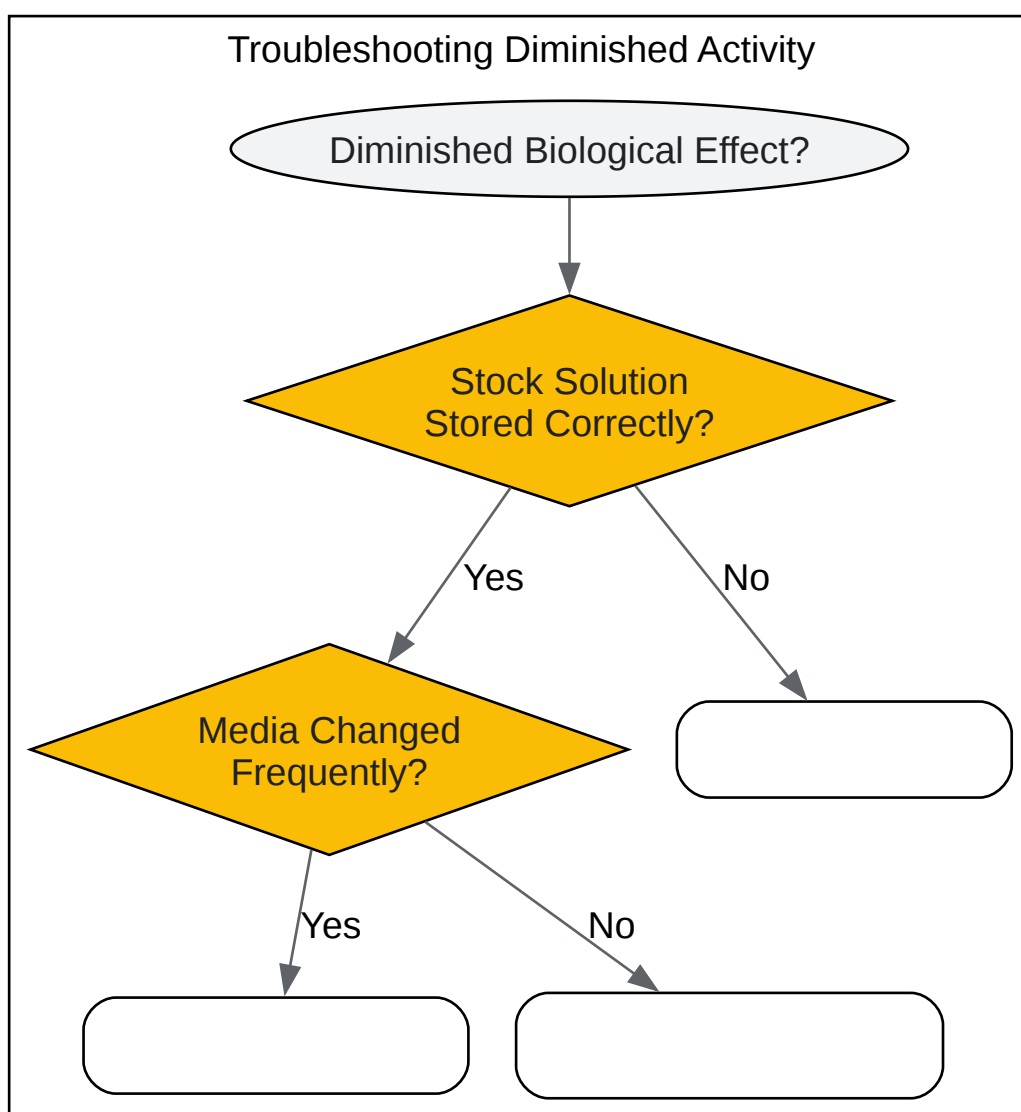 Troubleshooting Diminished Activity
Diminished Biological Effect?
Stock Solution
Stored Correctly?
Yes
No
Media Changed
Frequently?
Yes
No